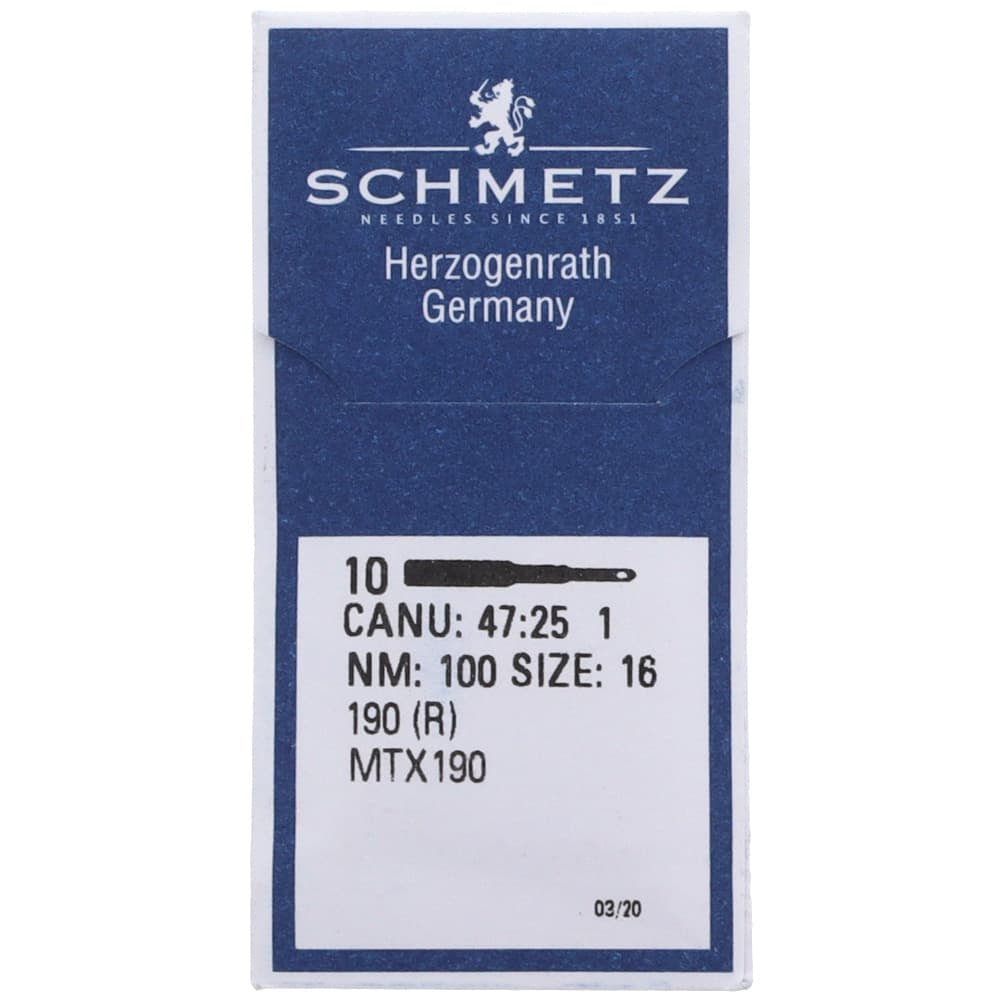 SCHMETZ
NEEDLES SINCE 1851
Herzogenrath
Germany
10
CANU: 47:25 1
NM: 100 SIZE: 16
190 (R)
MTX190
03/20